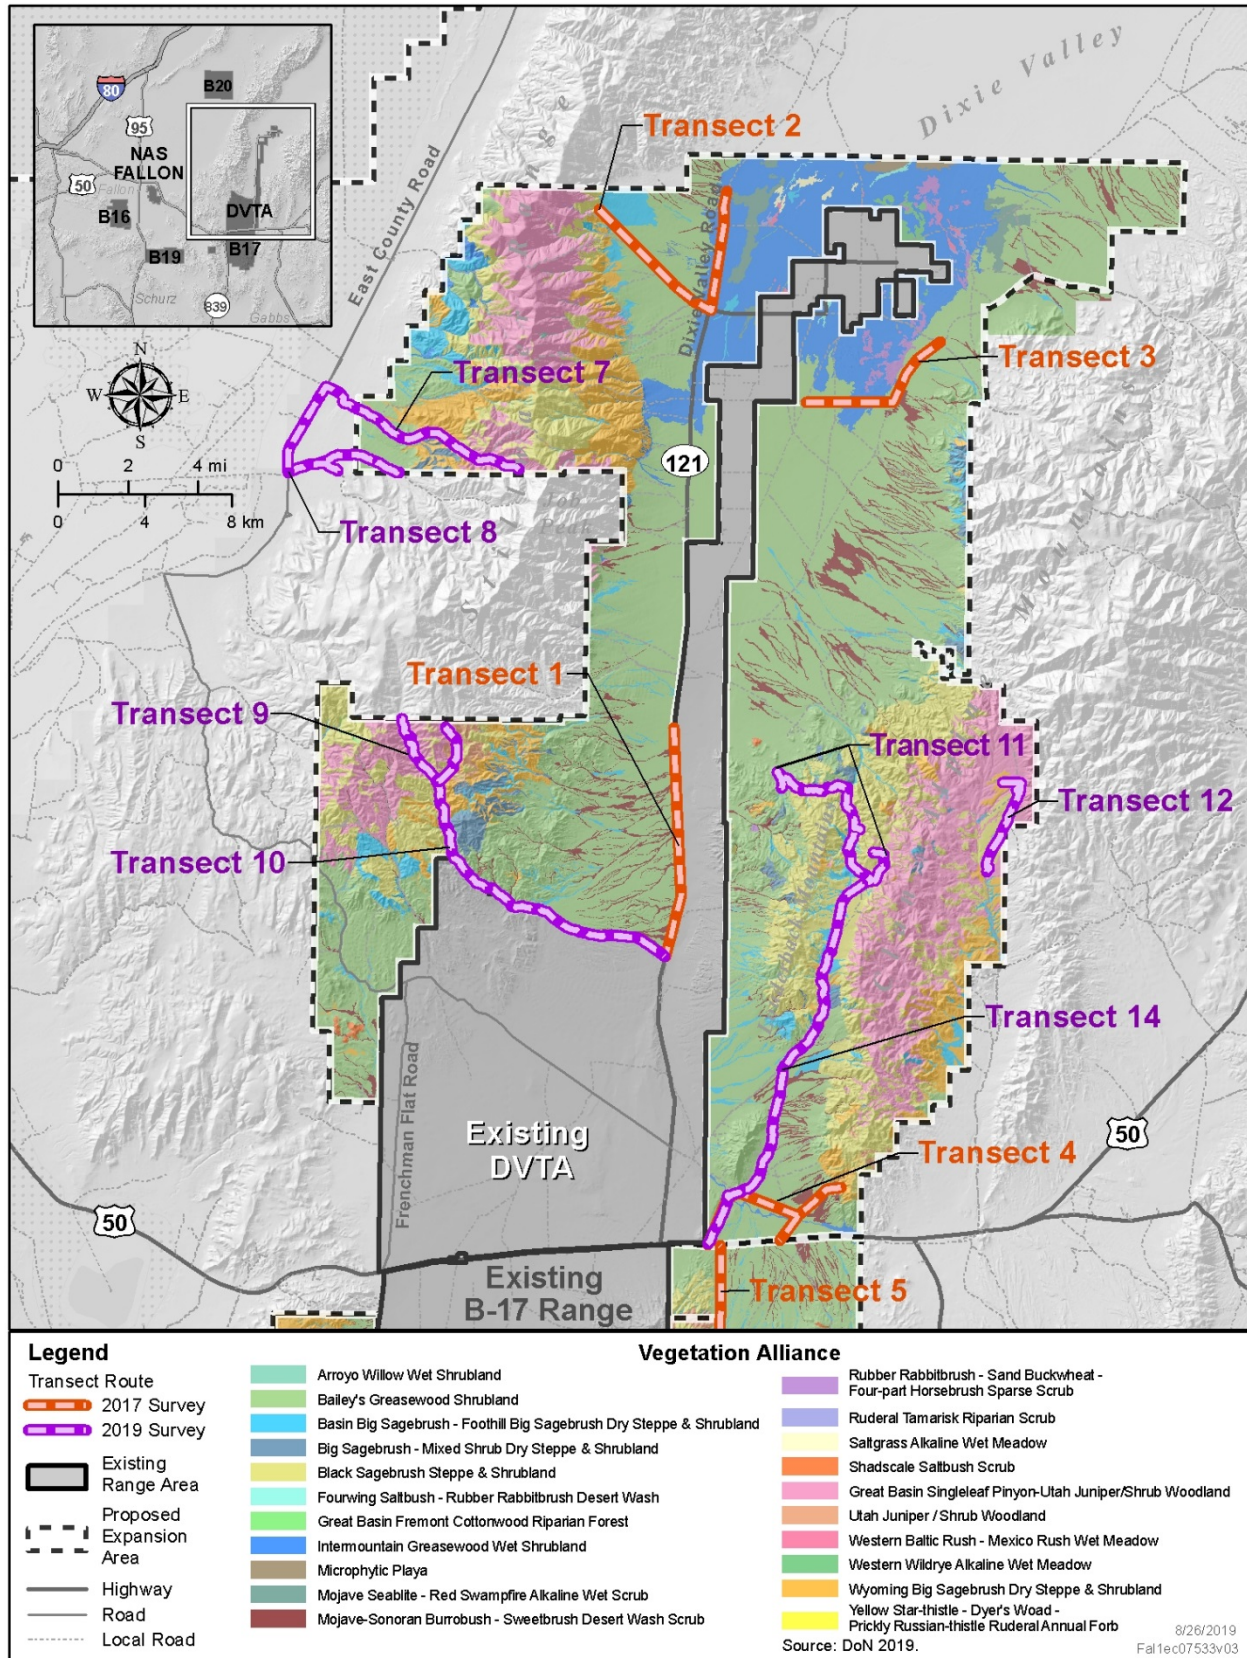 Dixie Valley
Transect 2
B20
80
95
NAS
FALLON
50
Fallon
B16
DVTA
B19
B17
Schurz
839
Gabbs
East County Road
Dixie Valley Road
Transect 3
Transect 7
N
W
E
S
0 2 4 mi
0 4 8 km
121
Transect 8
Mountains
Transect 1
Transect 9
Transect 11
Transect 12
Transect 10
Transect 14
Frenchman Flat Road
Existing
DVTA
50
Transect 4
50
Existing
B-17 Range
Transect 5
Legend
Transect Route
2017 Survey
2019 Survey
Existing
Range Area
Proposed
Expansion
Area
Highway
Road
Local Road
Vegetation Alliance
Arroyo Willow Wet Shrubland
Bailey's Greasewood Shrubland
Basin Big Sagebrush - Foothill Big Sagebrush Dry Steppe & Shrubland
Big Sagebrush - Mixed Shrub Dry Steppe & Shrubland
Black Sagebrush Steppe & Shrubland
Fourwing Saltbush - Rubber Rabbitbrush Desert Wash
Great Basin Fremont Cottonwood Riparian Forest
Intermountain Greasewood Wet Shrubland
Microphytic Playa
Mojave Seablite - Red Swampfire Alkaline Wet Scrub
Mojave-Sonoran Burrobush - Sweetbrush Desert Wash Scrub
Rubber Rabbitbrush - Sand Buckwheat -
Four-part Horsebrush Sparse Scrub
Ruderal Tamarisk Riparian Scrub
Saltgrass Alkaline Wet Meadow
Shadscale Saltbush Scrub
Great Basin Singleleaf Pinyon-Utah Juniper/Shrub Woodland
Utah Juniper / Shrub Woodland
Western Baltic Rush - Mexico Rush Wet Meadow
Western Wildrye Alkaline Wet Meadow
Wyoming Big Sagebrush Dry Steppe & Shrubland
Yellow Star-thistle - Dyer's Woad -
Prickly Russian-thistle Ruderal Annual Forb
Source: DoN 2019.
8/26/2019
Fal1ec07533v03